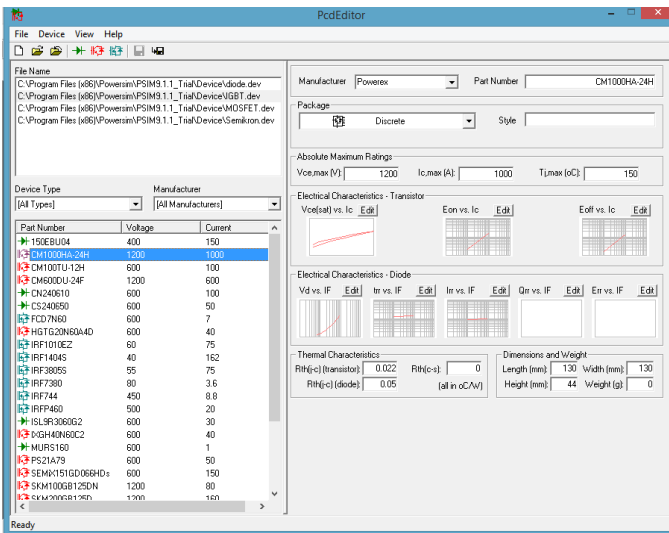 PcdEditor
File Device View Help
File Name
C:\Program Files (x86)\Powersim\PSIM9.1.1_Trial\Device\diode.dev
C:\Program Files (x86)\Powersim\PSIM9.1.1_Trial\Device\IGBT.dev
C:\Program Files (x86)\Powersim\PSIM9.1.1_Trial\Device\MOSFET.dev
C:\Program Files (x86)\Powersim\PSIM9.1.1_Trial\Device\Semikron.dev
Device Type Manufacturer
[All Types] [All Manufacturers]
Part Number Voltage Current
150EBU04 400 150
CM1000HA-24H 1200 1000
CM100TU-12H 600 100
CM600DU-24F 1200 600
CN240610 600 100
CS240650 600 50
FCD7N60 600 7
HGTG20N60A4D 600 40
IRF1010EZ 60 75
IRF1404S 40 162
IRF3805S 55 75
IRF7380 80 3.6
IRF744 450 8.8
IRFP460 500 20
ISL9R3060G2 600 30
IXGH40N60C2 600 40
MURS160 600 1
PS21A79 600 50
SEMiX151GD066HDs 600 150
SKM100GB125DN 1200 80
SKM200GB125D 1200 160
Manufacturer Powerex Part Number CM1000HA-24H
Package
Discrete Style
Absolute Maximum Ratings
Vce,max (V): 1200 Ic,max (A): 1000 Tj,max (oC): 150
Electrical Characteristics - Transistor
Vce(sat) vs. Ic Edit Eon vs. Ic Edit Eoff vs. Ic Edit
Electrical Characteristics - Diode
Vd vs. IF Edit trr vs. IF Edit Irr vs. IF Edit Qrr vs. IF Edit Err vs. IF Edit
Thermal Characteristics
Rth(j-c) (transistor): 0.022 Rth(c-s): 0
Rth(j-c) (diode): 0.05 (all in oC/W)
Dimensions and Weight
Length (mm): 130 Width (mm): 130
Height (mm): 44 Weight (g): 0
Ready